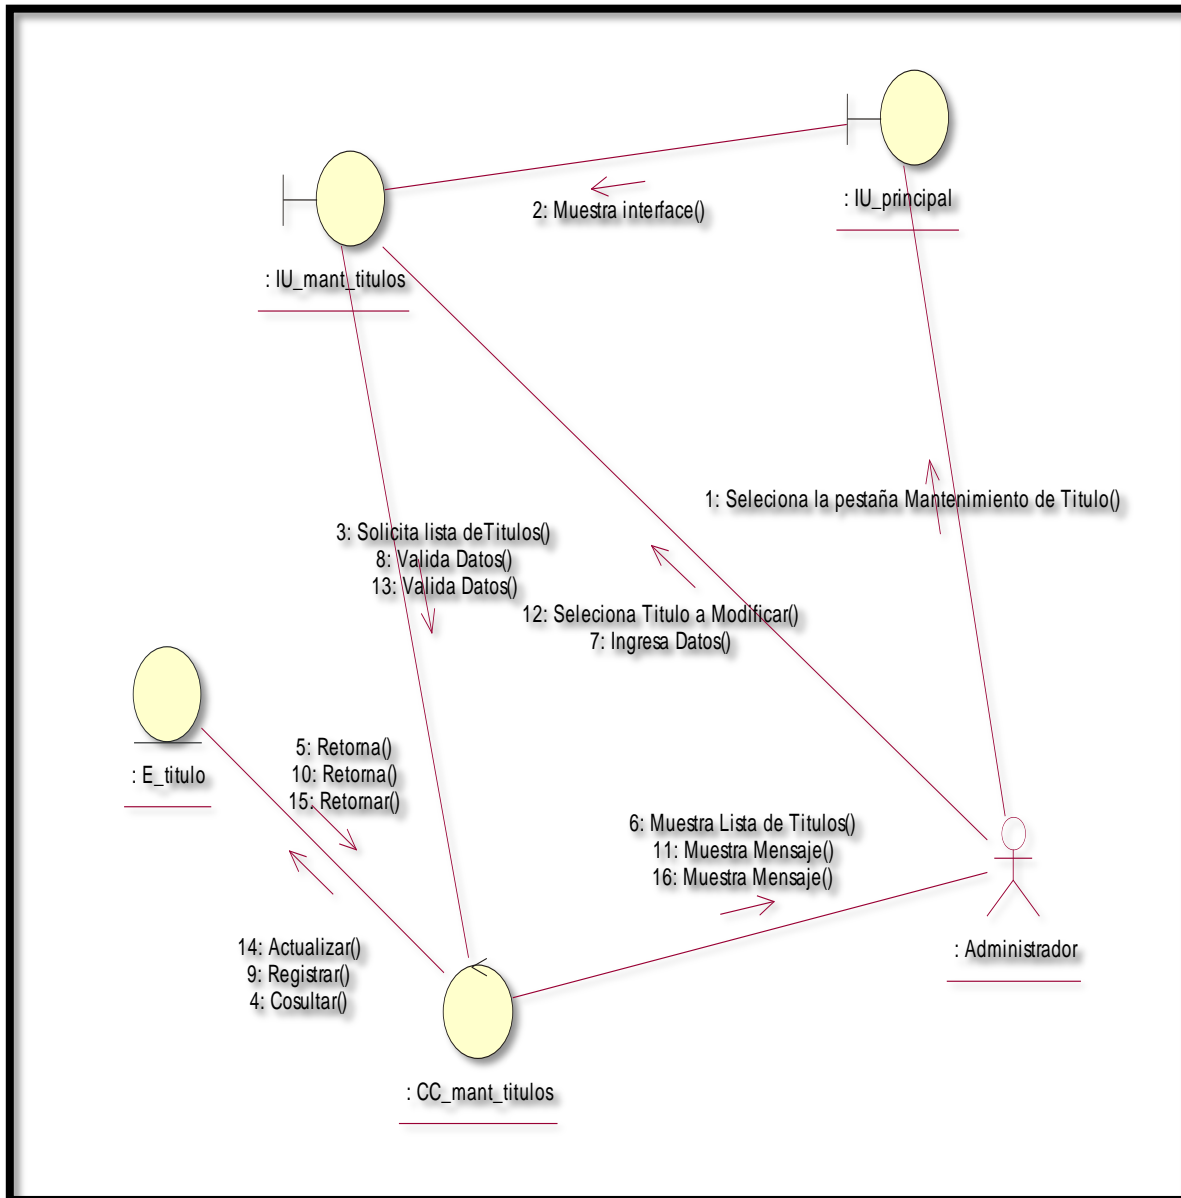 : IU_principal
2: Muestra interface()
: IU_mant_titulos
1: Seleciona la pestaña Mantenimiento de Titulo()
3: Solicita lista deTitulos()
8: Valida Datos()
13: Valida Datos()
12: Seleciona Titulo a Modificar()
7: Ingresa Datos()
5: Retorna()
10: Retorna()
15: Retornar()
: E_titulo
6: Muestra Lista de Titulos()
11: Muestra Mensaje()
16: Muestra Mensaje()
14: Actualizar()
9: Registrar()
4: Cosultar()
: Administrador
: CC_mant_titulos